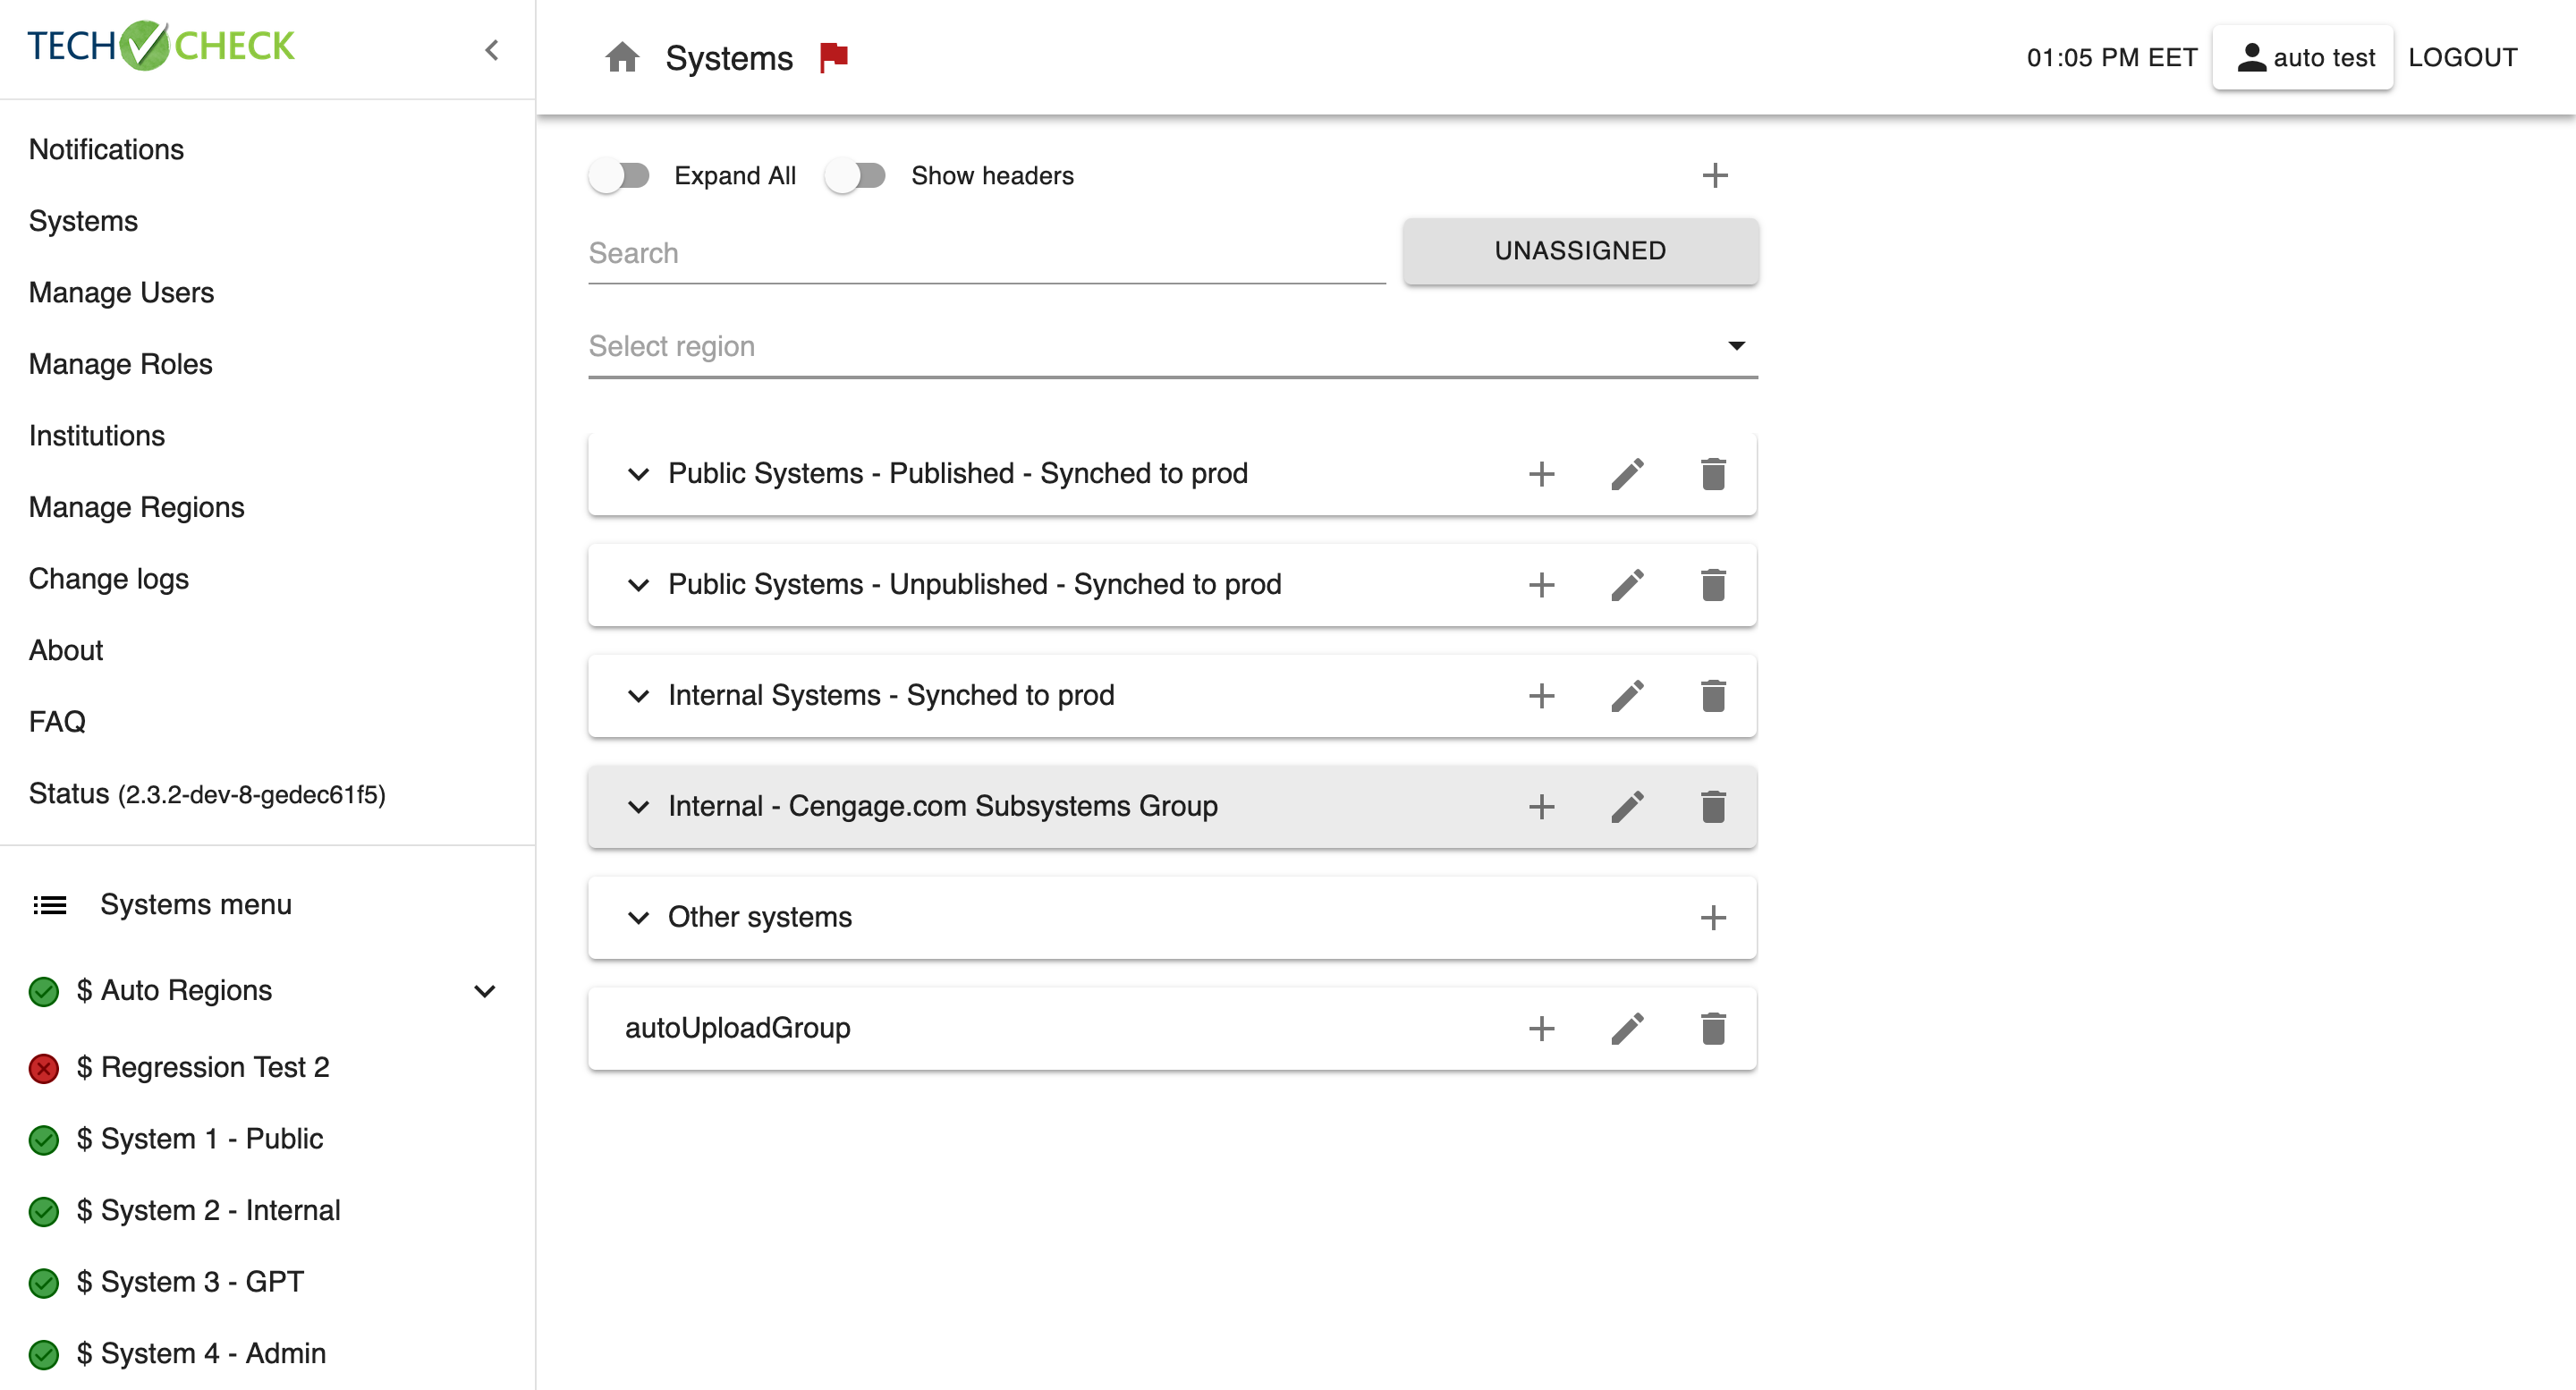 TECH CHECK
Notifications
Systems
Manage Users
Manage Roles
Institutions
Manage Regions
Change logs
About
FAQ
Status (2.3.2-dev-8-gedec61f5)
Systems menu
$ Auto Regions
$ Regression Test 2
$ System 1 - Public
$ System 2 - Internal
$ System 3 - GPT
$ System 4 - Admin
Systems
01:05 PM EET
auto test
LOGOUT
Expand All
Show headers
Search
UNASSIGNED
Select region
Public Systems - Published - Synched to prod
Public Systems - Unpublished - Synched to prod
Internal Systems - Synched to prod
Internal - Cengage.com Subsystems Group
Other systems
autoUploadGroup